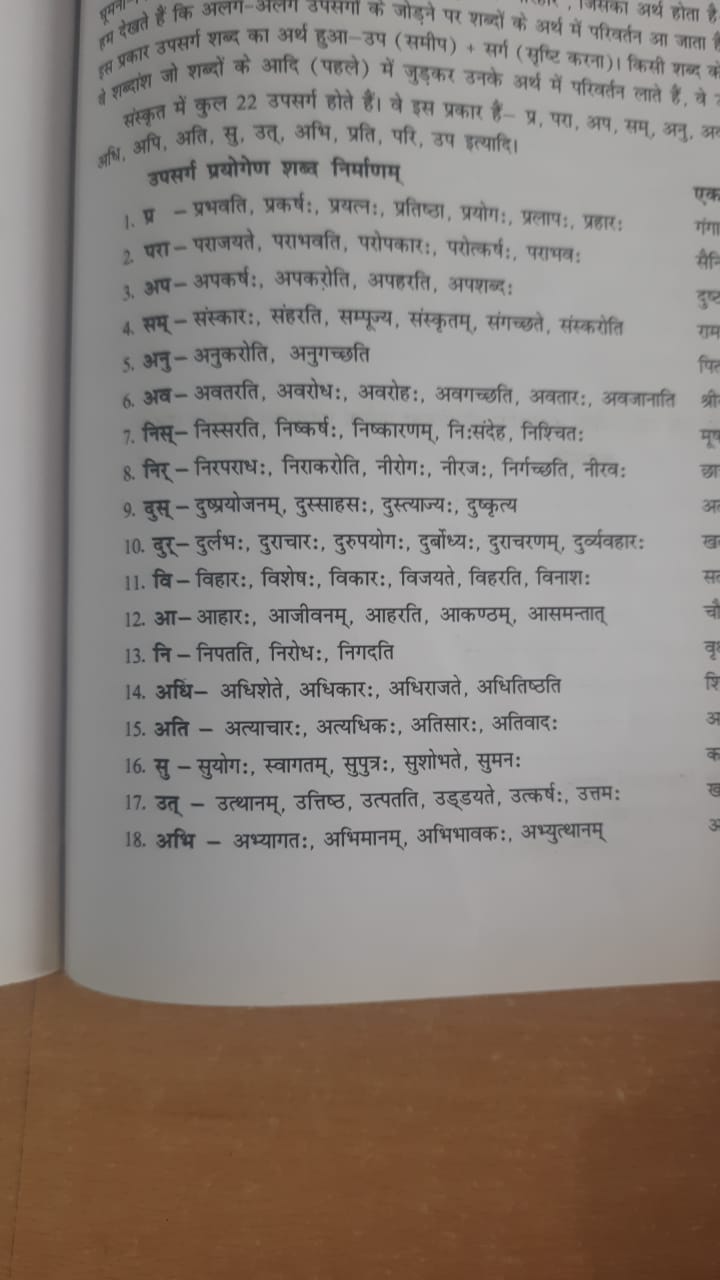 हम देखते हैं कि अलग-अलग उपसर्गों के जोड़ने पर शब्दों के अर्थ में परिवर्तन आ जाता है
इस प्रकार उपसर्ग शब्द का अर्थ हुआ–उप (समीप) + सर्ग (सृष्टि करना)। किसी शब्द
वे शब्दांश जो शब्दों के आदि (पहले) में जुड़कर उनके अर्थ में परिवर्तन लाते हैं, वे
संस्कृत में कुल 22 उपसर्ग होते हैं। वे इस प्रकार हैं– प्र, परा, अप, सम्, अनु,
अधि, अपि, अति, सु, उत्, अभि, प्रति, परि, उप इत्यादि।
उपसर्ग प्रयोगेण शब्द निर्माणम्
1. प्र – प्रभवति, प्रकर्षः, प्रयत्नः, प्रतिष्ठा, प्रयोगः, प्रलापः, प्रहारः
2. परा – पराजयते, पराभवति, परोपकारः, परोत्कर्षः, पराभवः
3. अप – अपकर्षः, अपकरोति, अपहरति, अपशब्दः
4. सम् – संस्कारः, संहरति, सम्पूज्य, संस्कृतम्, संगच्छते, संस्करोति
5. अनु – अनुकरोति, अनुगच्छति
6. अव – अवतरति, अवरोधः, अवरोहः, अवगच्छति, अवतारः, अवजानाति
7. निस् – निस्सरति, निष्कर्षः, निष्कारणम्, निःसंदेह, निश्चितः
8. निर् – निरपराधः, निराकरोति, नीरोगः, नीरजः, निर्गच्छति, नीरवः
9. दुस् – दुष्प्रयोजनम्, दुस्साहसः, दुस्त्याज्यः, दुष्कृत्य
10. दुर् – दुर्लभः, दुराचारः, दुरुपयोगः, दुर्बोध्यः, दुराचरणम्, दुर्व्यवहारः
11. वि – विहारः, विशेषः, विकारः, विजयते, विहरति, विनाशः
12. आ – आहारः, आजीवनम्, आहरति, आकण्ठम्, आसमन्तात्
13. नि – निपतति, निरोधः, निगदति
14. अधि – अधिशेते, अधिकारः, अधिराजते, अधितिष्ठति
15. अति – अत्याचारः, अत्यधिकः, अतिसारः, अतिवादः
16. सु – सुयोगः, स्वागतम्, सुपुत्रः, सुशोभते, सुमनः
17. उत् – उत्थानम्, उत्तिष्ठ, उत्पतति, उड्डयते, उत्कर्षः, उत्तमः
18. अभि – अभ्यागतः, अभिमानम्, अभिभावकः, अभ्युत्थानम्